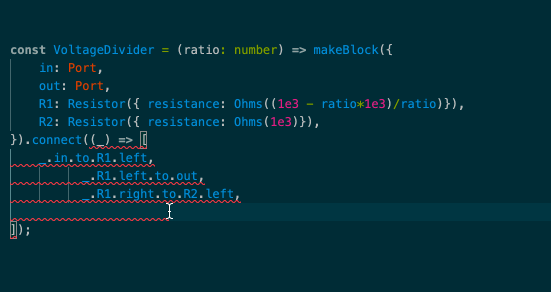 const VoltageDivider = (ratio: number) => makeBlock({
    in: Port,
    out: Port,
    R1: Resistor({ resistance: Ohms((1e3 - ratio*1e3)/ratio)}),
    R2: Resistor({ resistance: Ohms(1e3)}),
}).connect((_) => [
    _.in.to.R1.left,
          _.R1.left.to.out,
          _.R1.right.to.R2.left,
]);